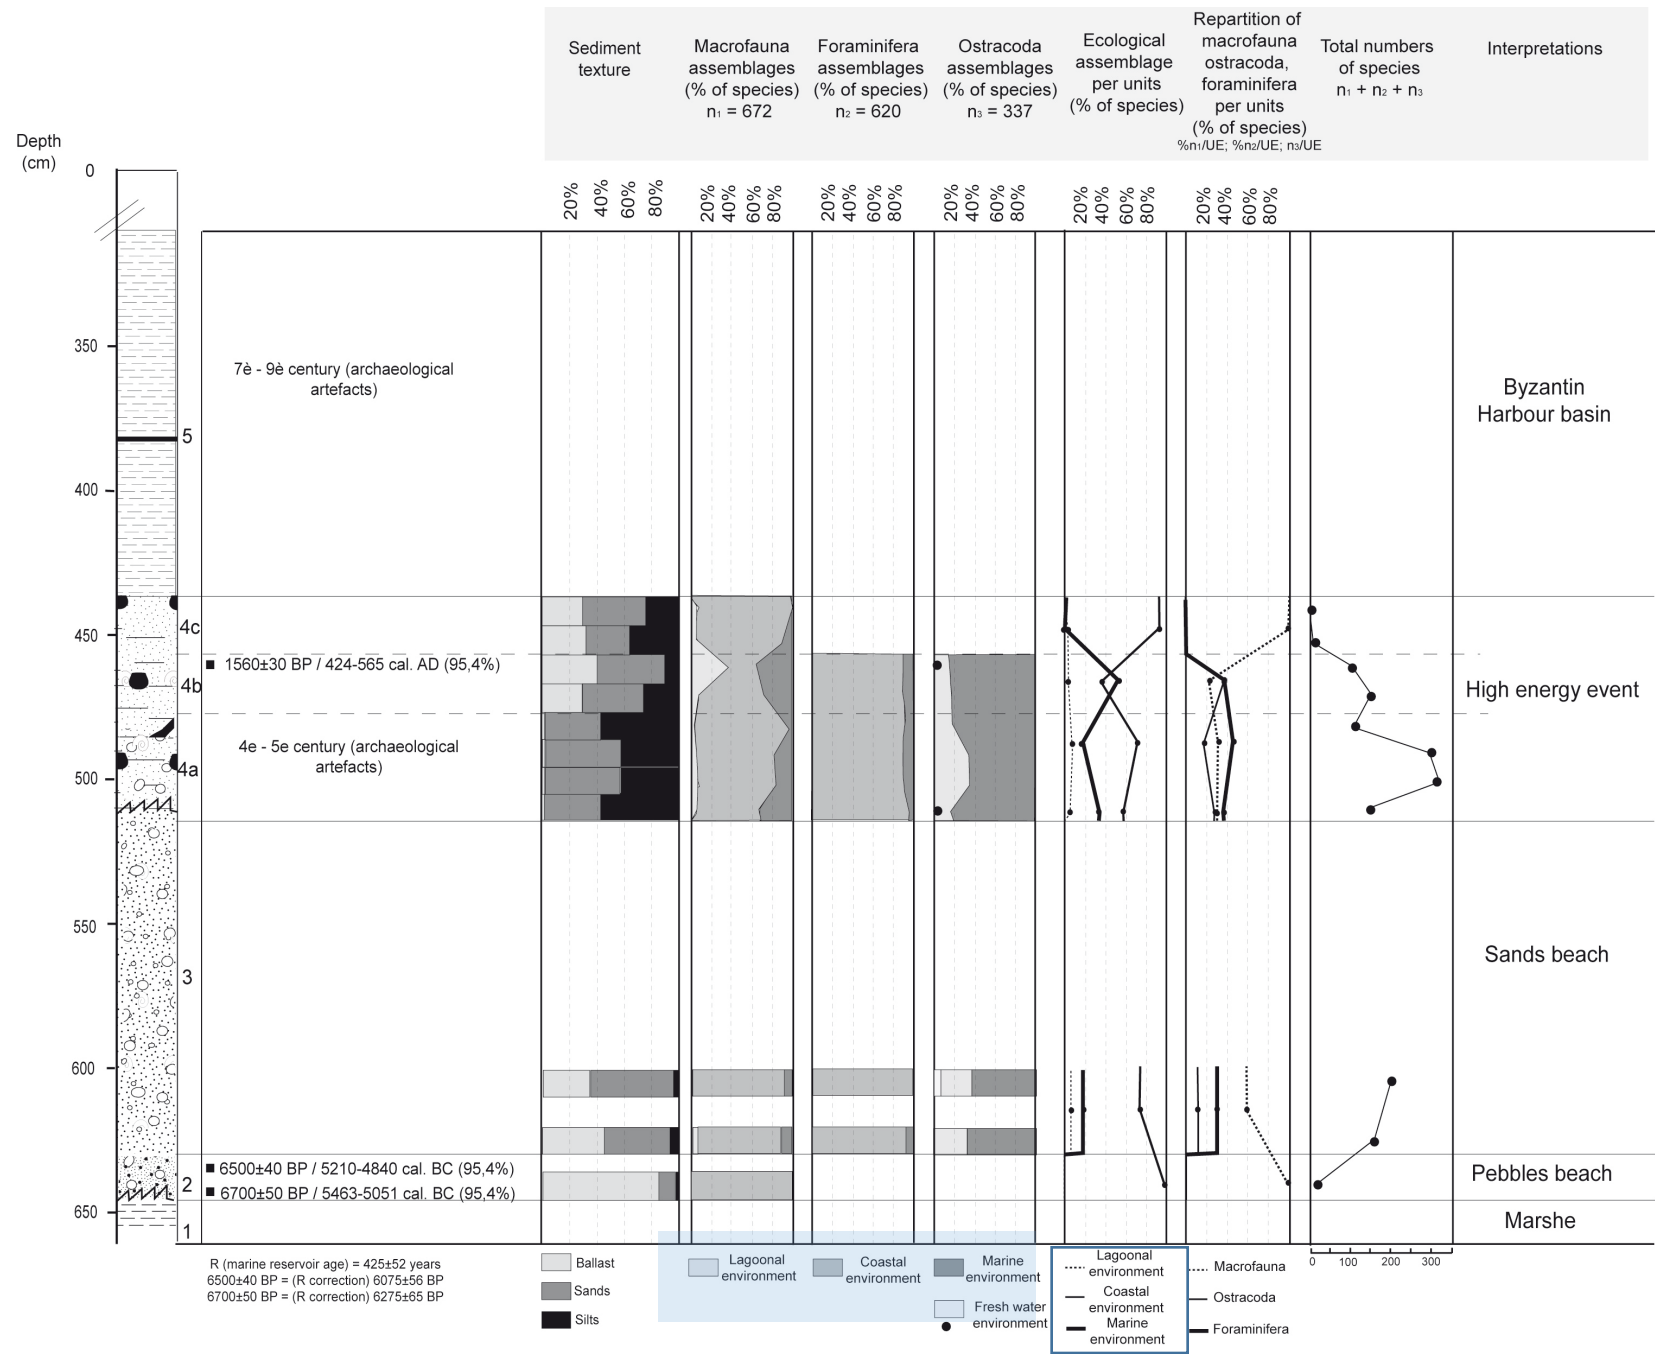 Depth
(cm)
Sediment
texture
Macrofauna
assemblages
(% of species)
n₁ = 672
Foraminifera
assemblages
(% of species)
n₂ = 620
Ostracoda
assemblages
(% of species)
n₃ = 337
Ecological
assemblage
per units
(% of species)
Repartition of
macrofauna
ostracoda,
foraminifera
per units
(% of species)
%n₁/UE; %n₂/UE; n₃/UE
Total numbers
of species
n₁ + n₂ + n₃
Interpretations
20% 40% 60% 80%
20% 40% 60% 80%
20% 40% 60% 80%
20% 40% 60% 80%
20% 40% 60% 80%
20% 40% 60% 80%
0
350
400
450
500
550
600
650
5
4c
4b
4a
3
2
1
7è - 9è century (archaeological
artefacts)
1560±30 BP / 424-565 cal. AD (95,4%)
4e - 5e century (archaeological
artefacts)
6500±40 BP / 5210-4840 cal. BC (95,4%)
6700±50 BP / 5463-5051 cal. BC (95,4%)
Byzantin
Harbour basin
High energy event
Sands beach
Pebbles beach
Marshe
R (marine reservoir age) = 425±52 years
6500±40 BP = (R correction) 6075±56 BP
6700±50 BP = (R correction) 6275±65 BP
Ballast
Sands
Silts
Lagoonal
environment
Coastal
environment
Marine
environment
Fresh water
environment
Lagoonal
environment
Coastal
environment
Marine
environment
Macrofauna
Ostracoda
Foraminifera
0 100 200 300